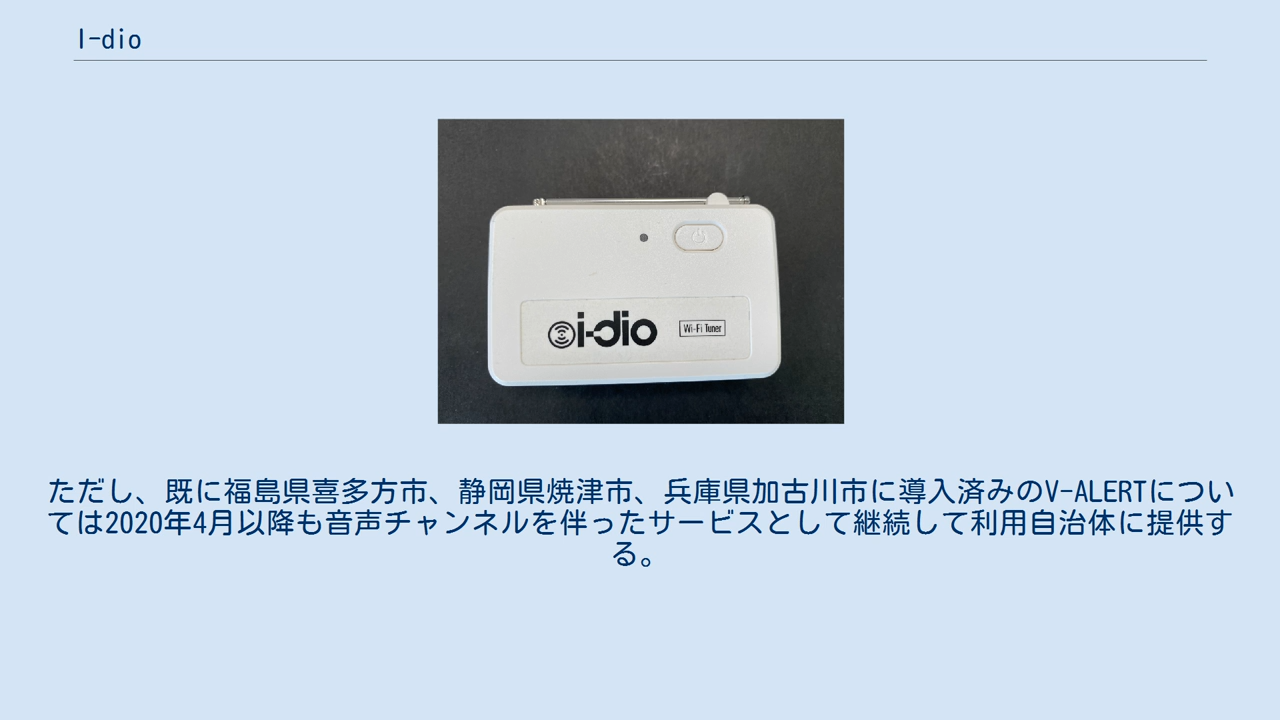 I-dio
i-dio
Wi-Fi Tuner
ただし、既に福島県喜多方市、静岡県焼津市、兵庫県加古川市に導入済みのV-ALERTについ
ては2020年4月以降も音声チャンネルを伴ったサービスとして継続して利用自治体に提供す
る。